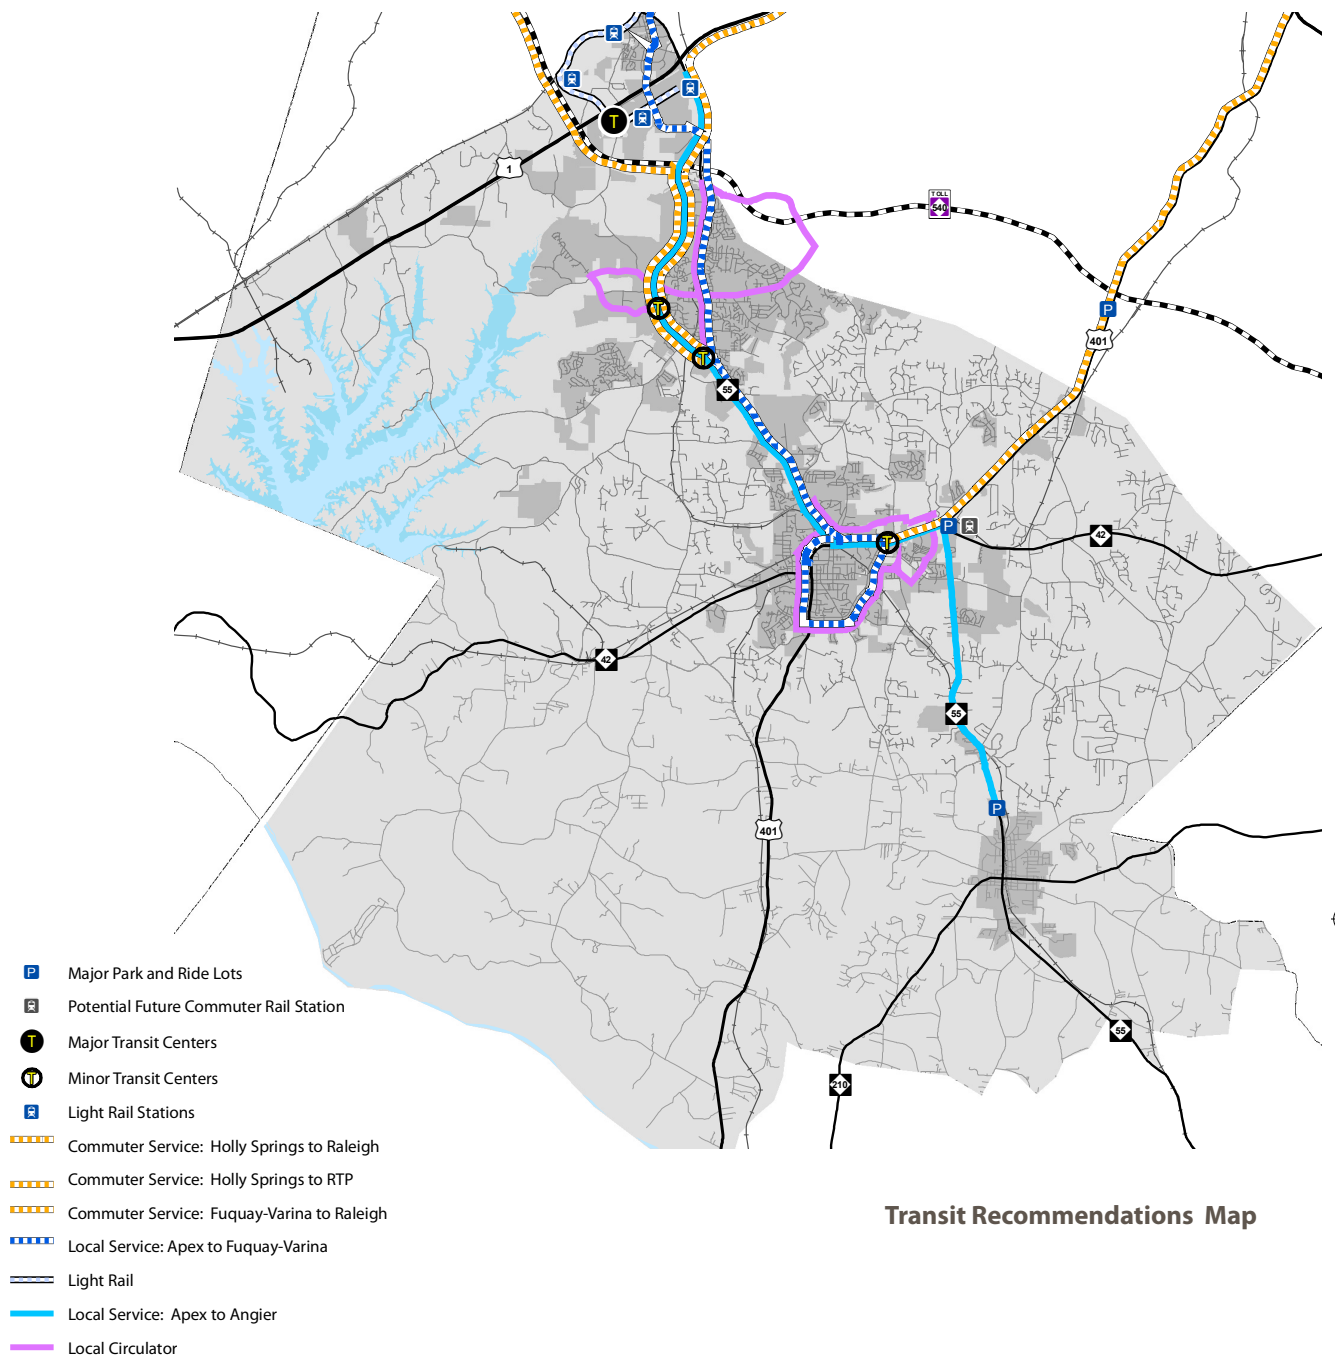 T
1
TOLL
540
P
401
T
T
55
P
T
42
42
55
P
401
55
210
P Major Park and Ride Lots
Potential Future Commuter Rail Station
T Major Transit Centers
T Minor Transit Centers
Light Rail Stations
Commuter Service: Holly Springs to Raleigh
Commuter Service: Holly Springs to RTP
Commuter Service: Fuquay-Varina to Raleigh
Local Service: Apex to Fuquay-Varina
Light Rail
Local Service: Apex to Angier
Local Circulator
Transit Recommendations Map